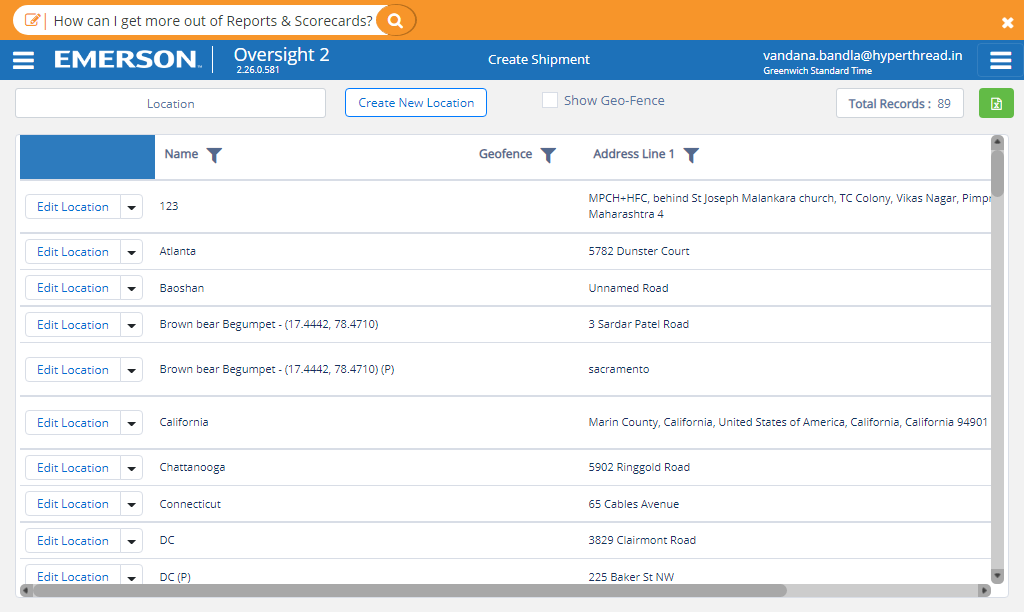 How can I get more out of Reports & Scorecards?
EMERSON
Oversight 2
2.26.0.581
Create Shipment
vandana.bandla@hyperthread.in
Greenwich Standard Time
Location
Create New Location
Show Geo-Fence
Total Records : 89
Name
Geofence
Address Line 1
Edit Location 123 MPCH+HFC, behind St Joseph Malankara church, TC Colony, Vikas Nagar, Pimpr
Maharashtra 4
Edit Location Atlanta 5782 Dunster Court
Edit Location Baoshan Unnamed Road
Edit Location Brown bear Begumpet - (17.4442, 78.4710) 3 Sardar Patel Road
Edit Location Brown bear Begumpet - (17.4442, 78.4710) (P) sacramento
Edit Location California Marin County, California, United States of America, California, California 94901
Edit Location Chattanooga 5902 Ringgold Road
Edit Location Connecticut 65 Cables Avenue
Edit Location DC 3829 Clairmont Road
Edit Location DC (P) 225 Baker St NW